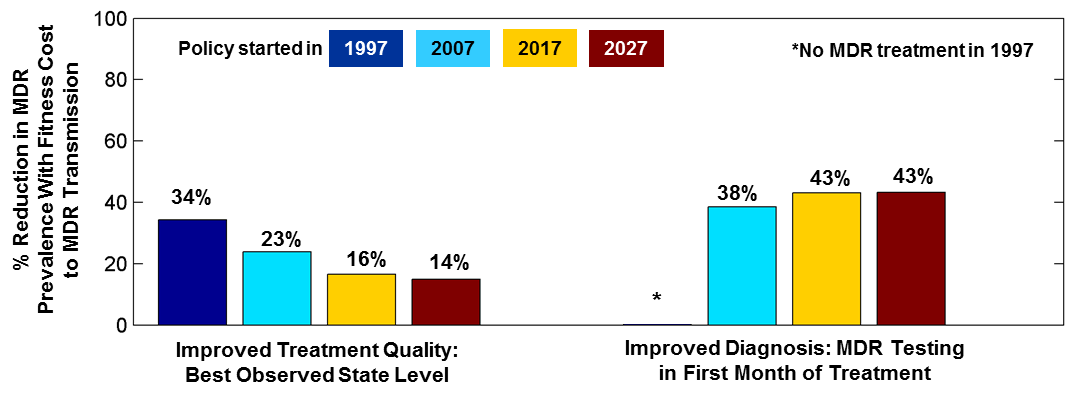 % Reduction in MDR
Prevalence With Fitness Cost
to MDR Transmission
100
80
60
40
20
0
Policy started in 1997 2007 2017 2027
*No MDR treatment in 1997
34%
23%
16%
14%
*
38%
43%
43%
Improved Treatment Quality:
Best Observed State Level
Improved Diagnosis: MDR Testing
in First Month of Treatment